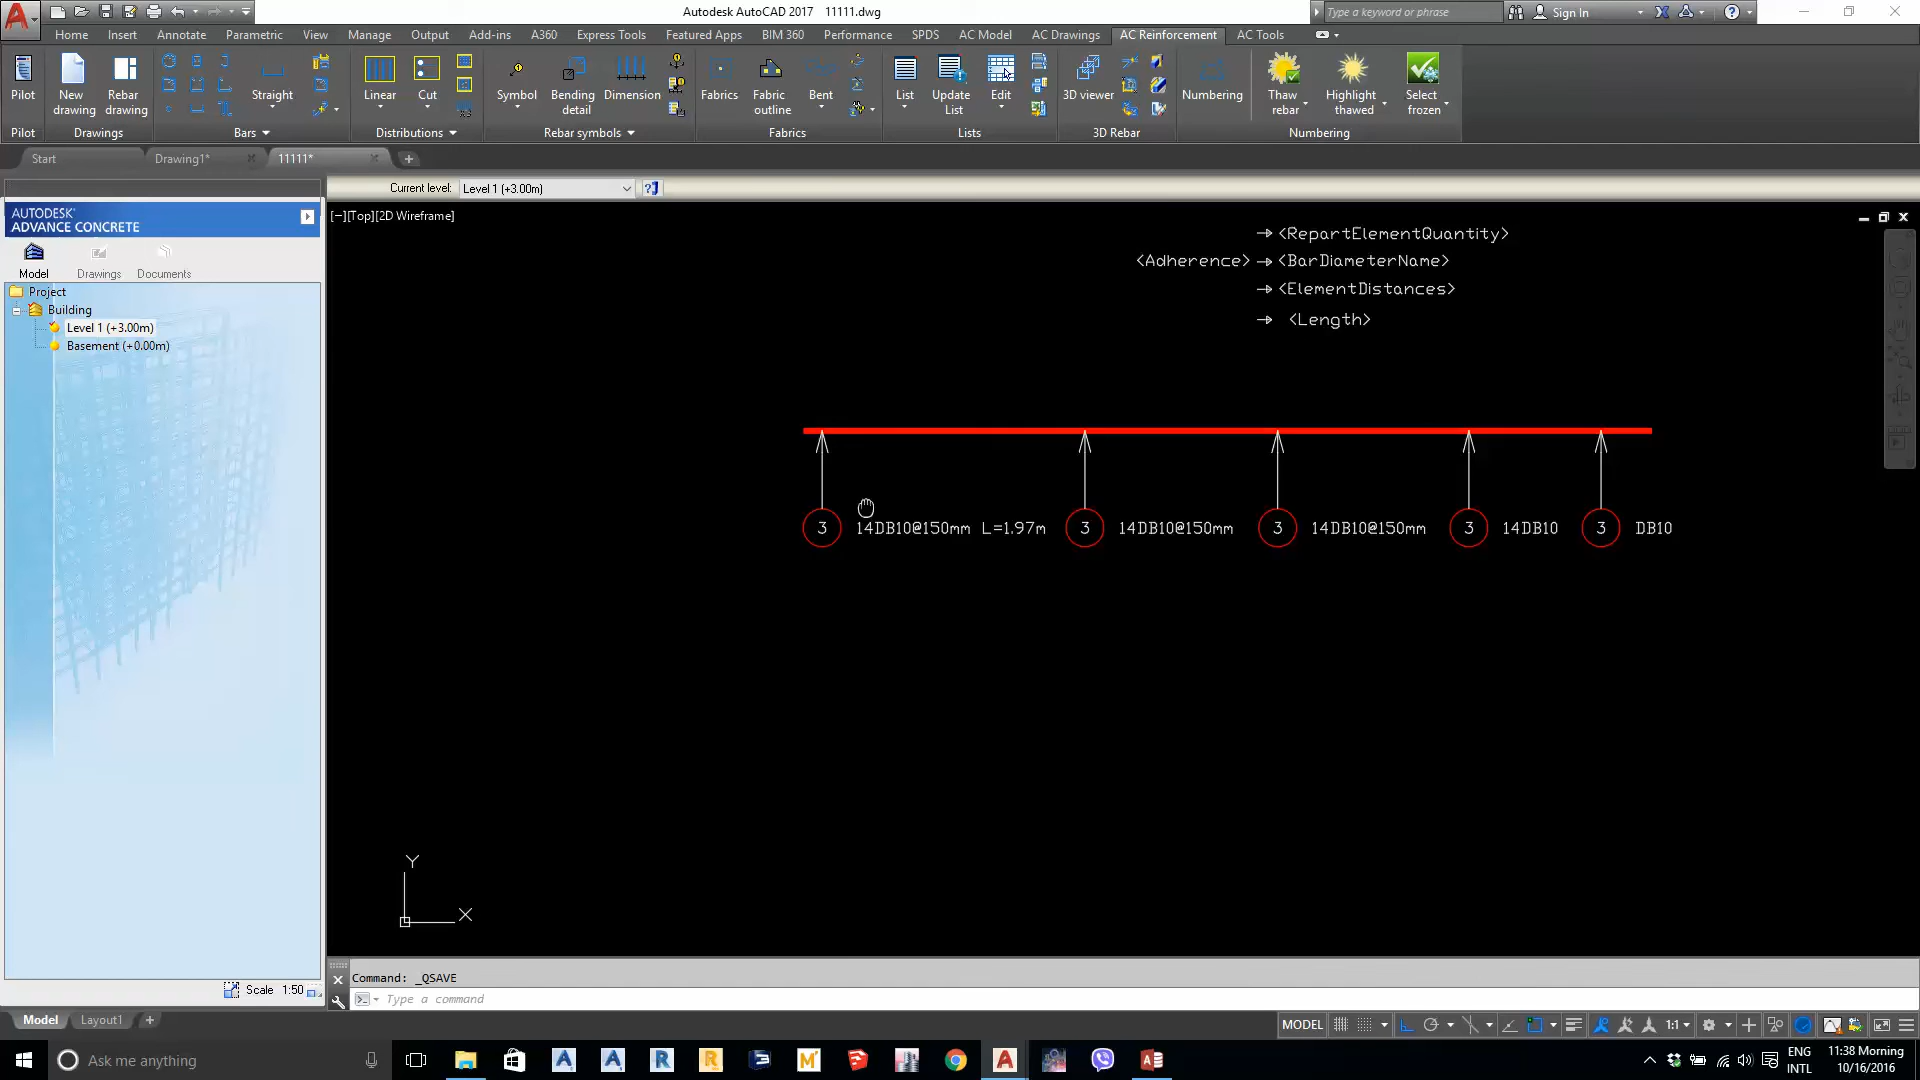 Autodesk AutoCAD 2017 11111.dwg
Type a keyword or phrase
Sign In
Home Insert Annotate Parametric View Manage Output Add-ins A360 Express Tools Featured Apps BIM 360 Performance SPDS AC Model AC Drawings AC Reinforcement AC Tools
Pilot
New drawing
Rebar drawing
Straight
Linear
Cut
Symbol
Bending detail
Dimension
Fabrics
Fabric outline
Bent
List
Update List
Edit
3D viewer
Numbering
Thaw rebar
Highlight thawed
Select frozen
Pilot Drawings Bars Distributions Rebar symbols Fabrics Lists 3D Rebar Numbering
Start Drawing1* 11111*
Current level: Level 1 (+3.00m)
AUTODESK®
ADVANCE CONCRETE
Model Drawings Documents
Project
Building
Level 1 (+3.00m)
Basement (+0.00m)
Scale 1:50
[−][Top][2D Wireframe]
<RepartElementQuantity>
<Adherence> <BarDiameterName>
<ElementDistances>
<Length>
3 14DB10@150mm L=1.97m 3 14DB10@150mm 3 14DB10@150mm 3 14DB10 3 DB10
Y
X
Command: _QSAVE
Type a command
Model Layout1
MODEL 1:1
Ask me anything
ENG
INTL
11:38 Morning
10/16/2016